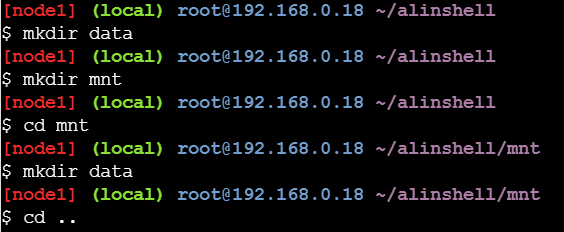 [node1] (local) root@192.168.0.18 ~/alinshell
$ mkdir data
[node1] (local) root@192.168.0.18 ~/alinshell
$ mkdir mnt
[node1] (local) root@192.168.0.18 ~/alinshell
$ cd mnt
[node1] (local) root@192.168.0.18 ~/alinshell/mnt
$ mkdir data
[node1] (local) root@192.168.0.18 ~/alinshell/mnt
$ cd ..